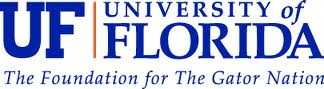 UF UNIVERSITY of
FLORIDA
The Foundation for The Gator Nation